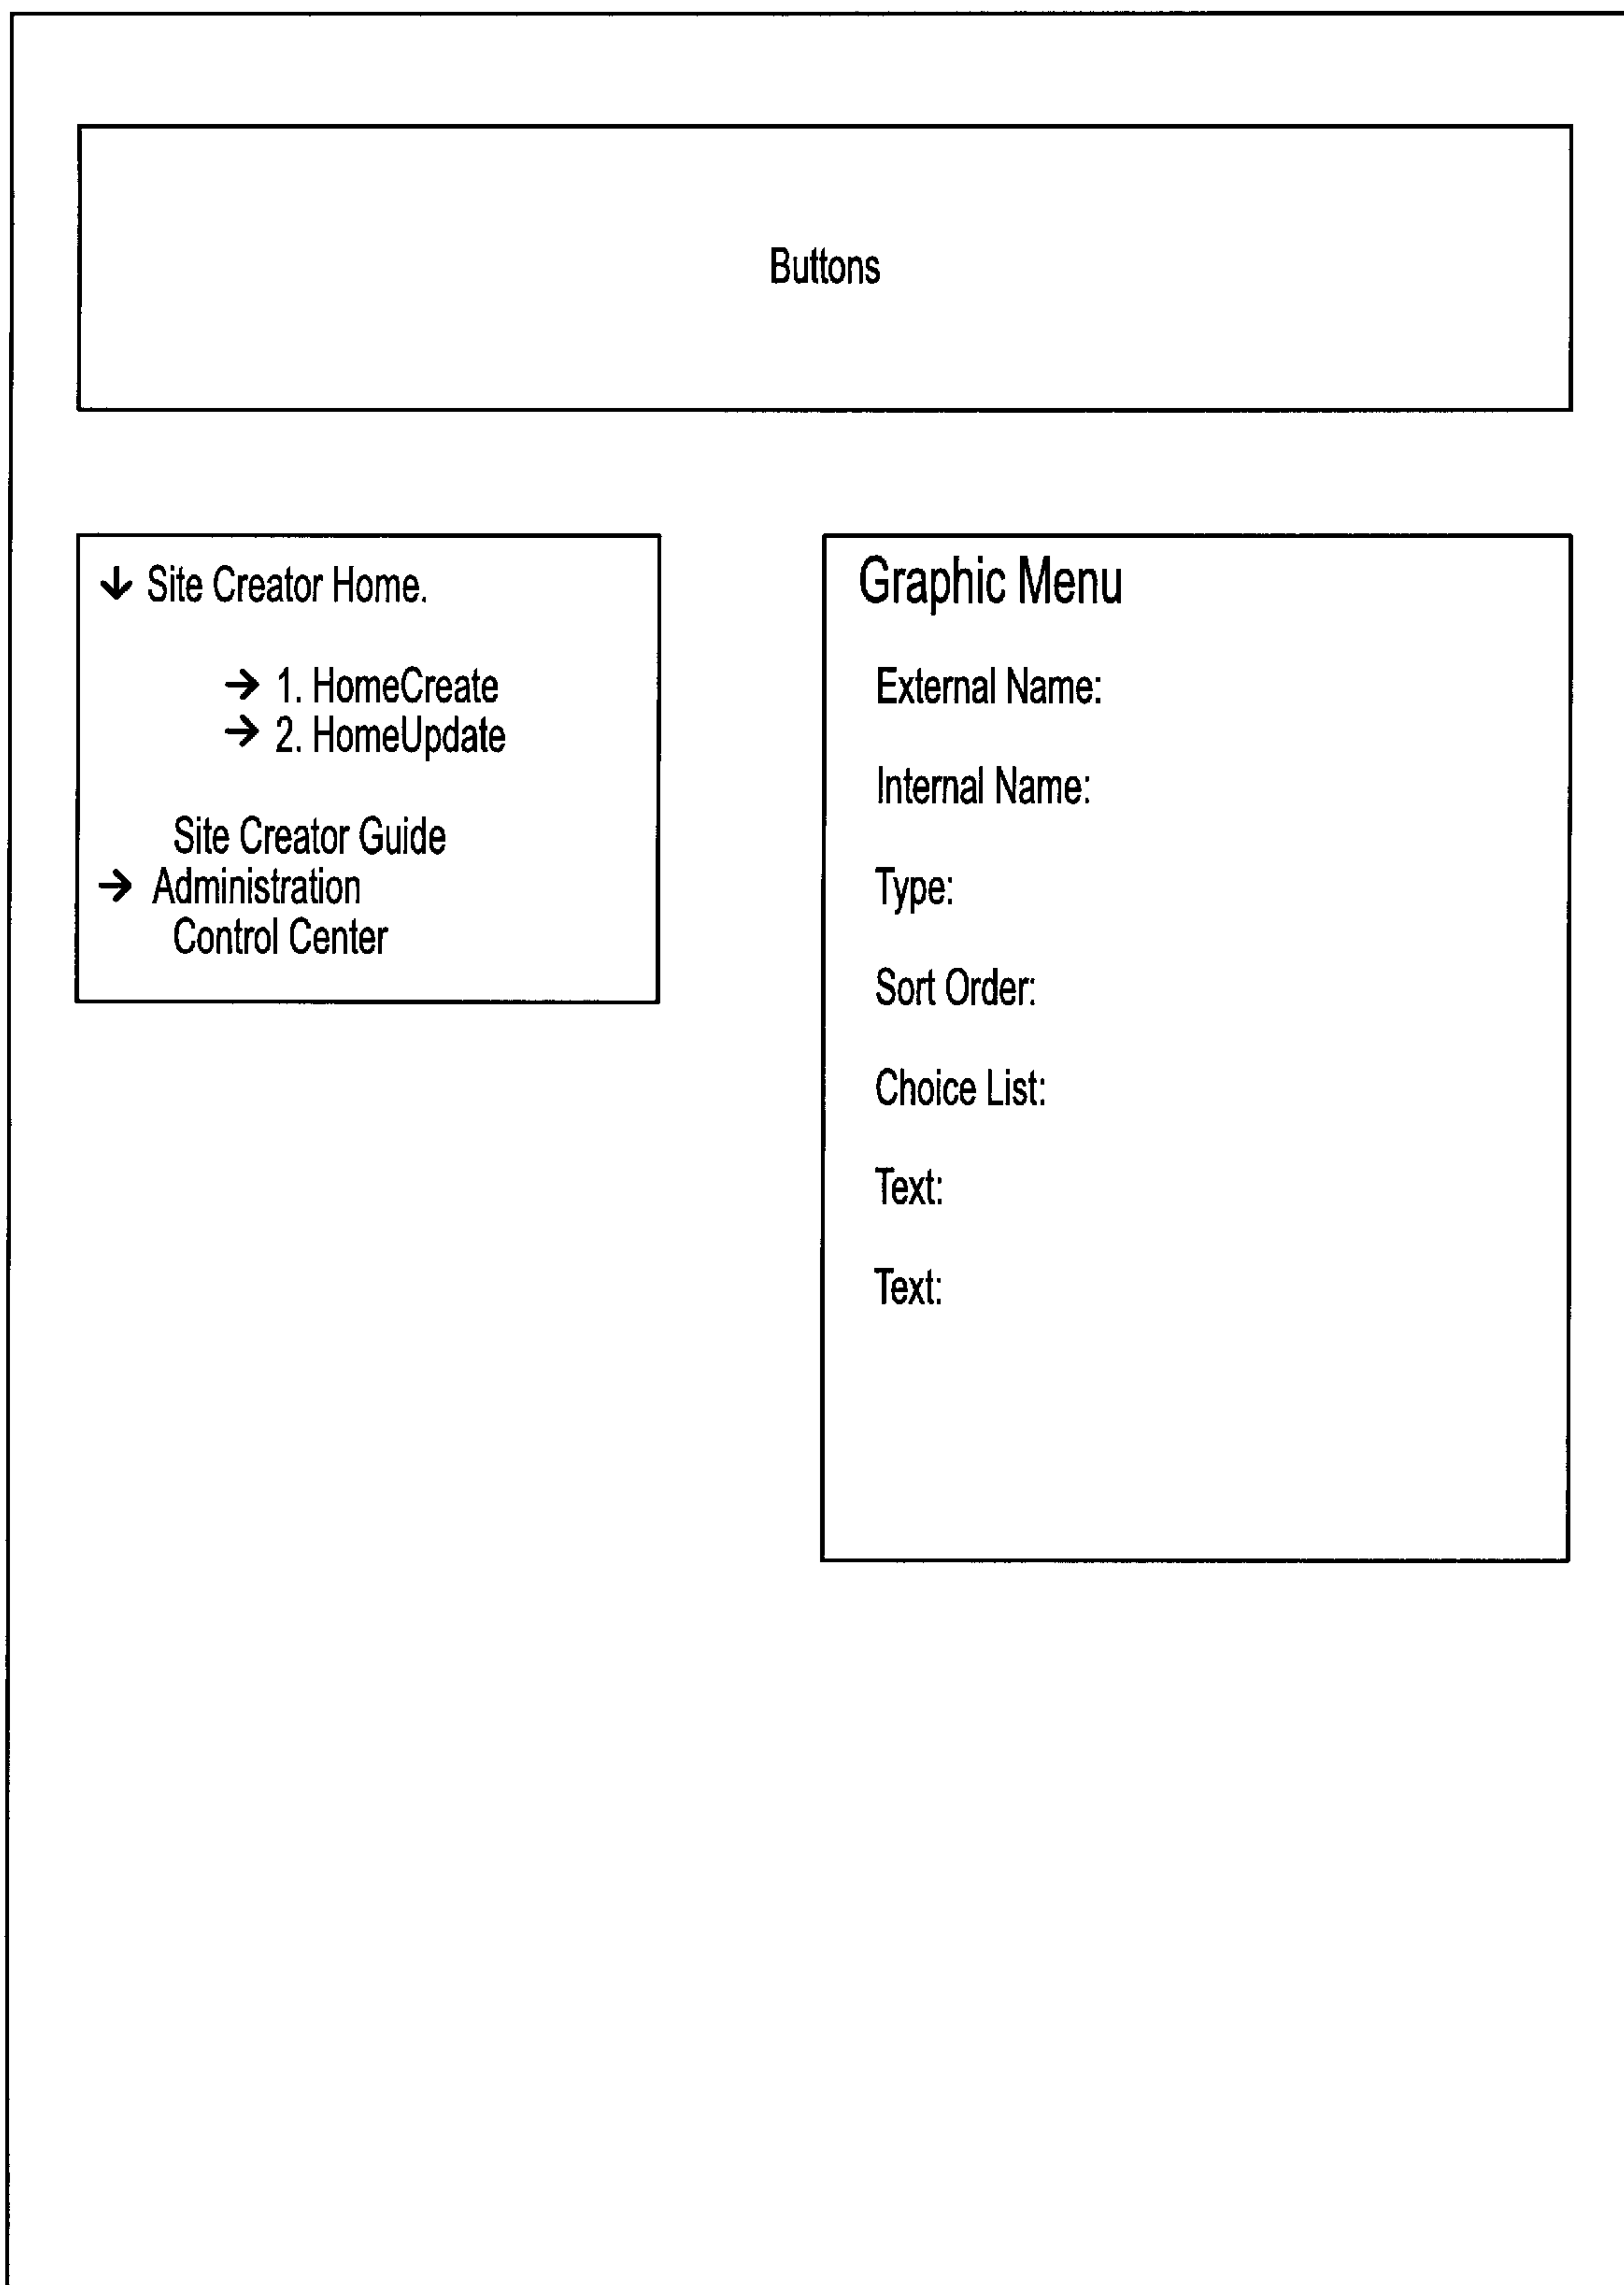 Buttons
↓ Site Creator Home.
→ 1. HomeCreate
→ 2. HomeUpdate
Site Creator Guide
→ Administration
Control Center
Graphic Menu
External Name:
Internal Name:
Type:
Sort Order:
Choice List:
Text:
Text: